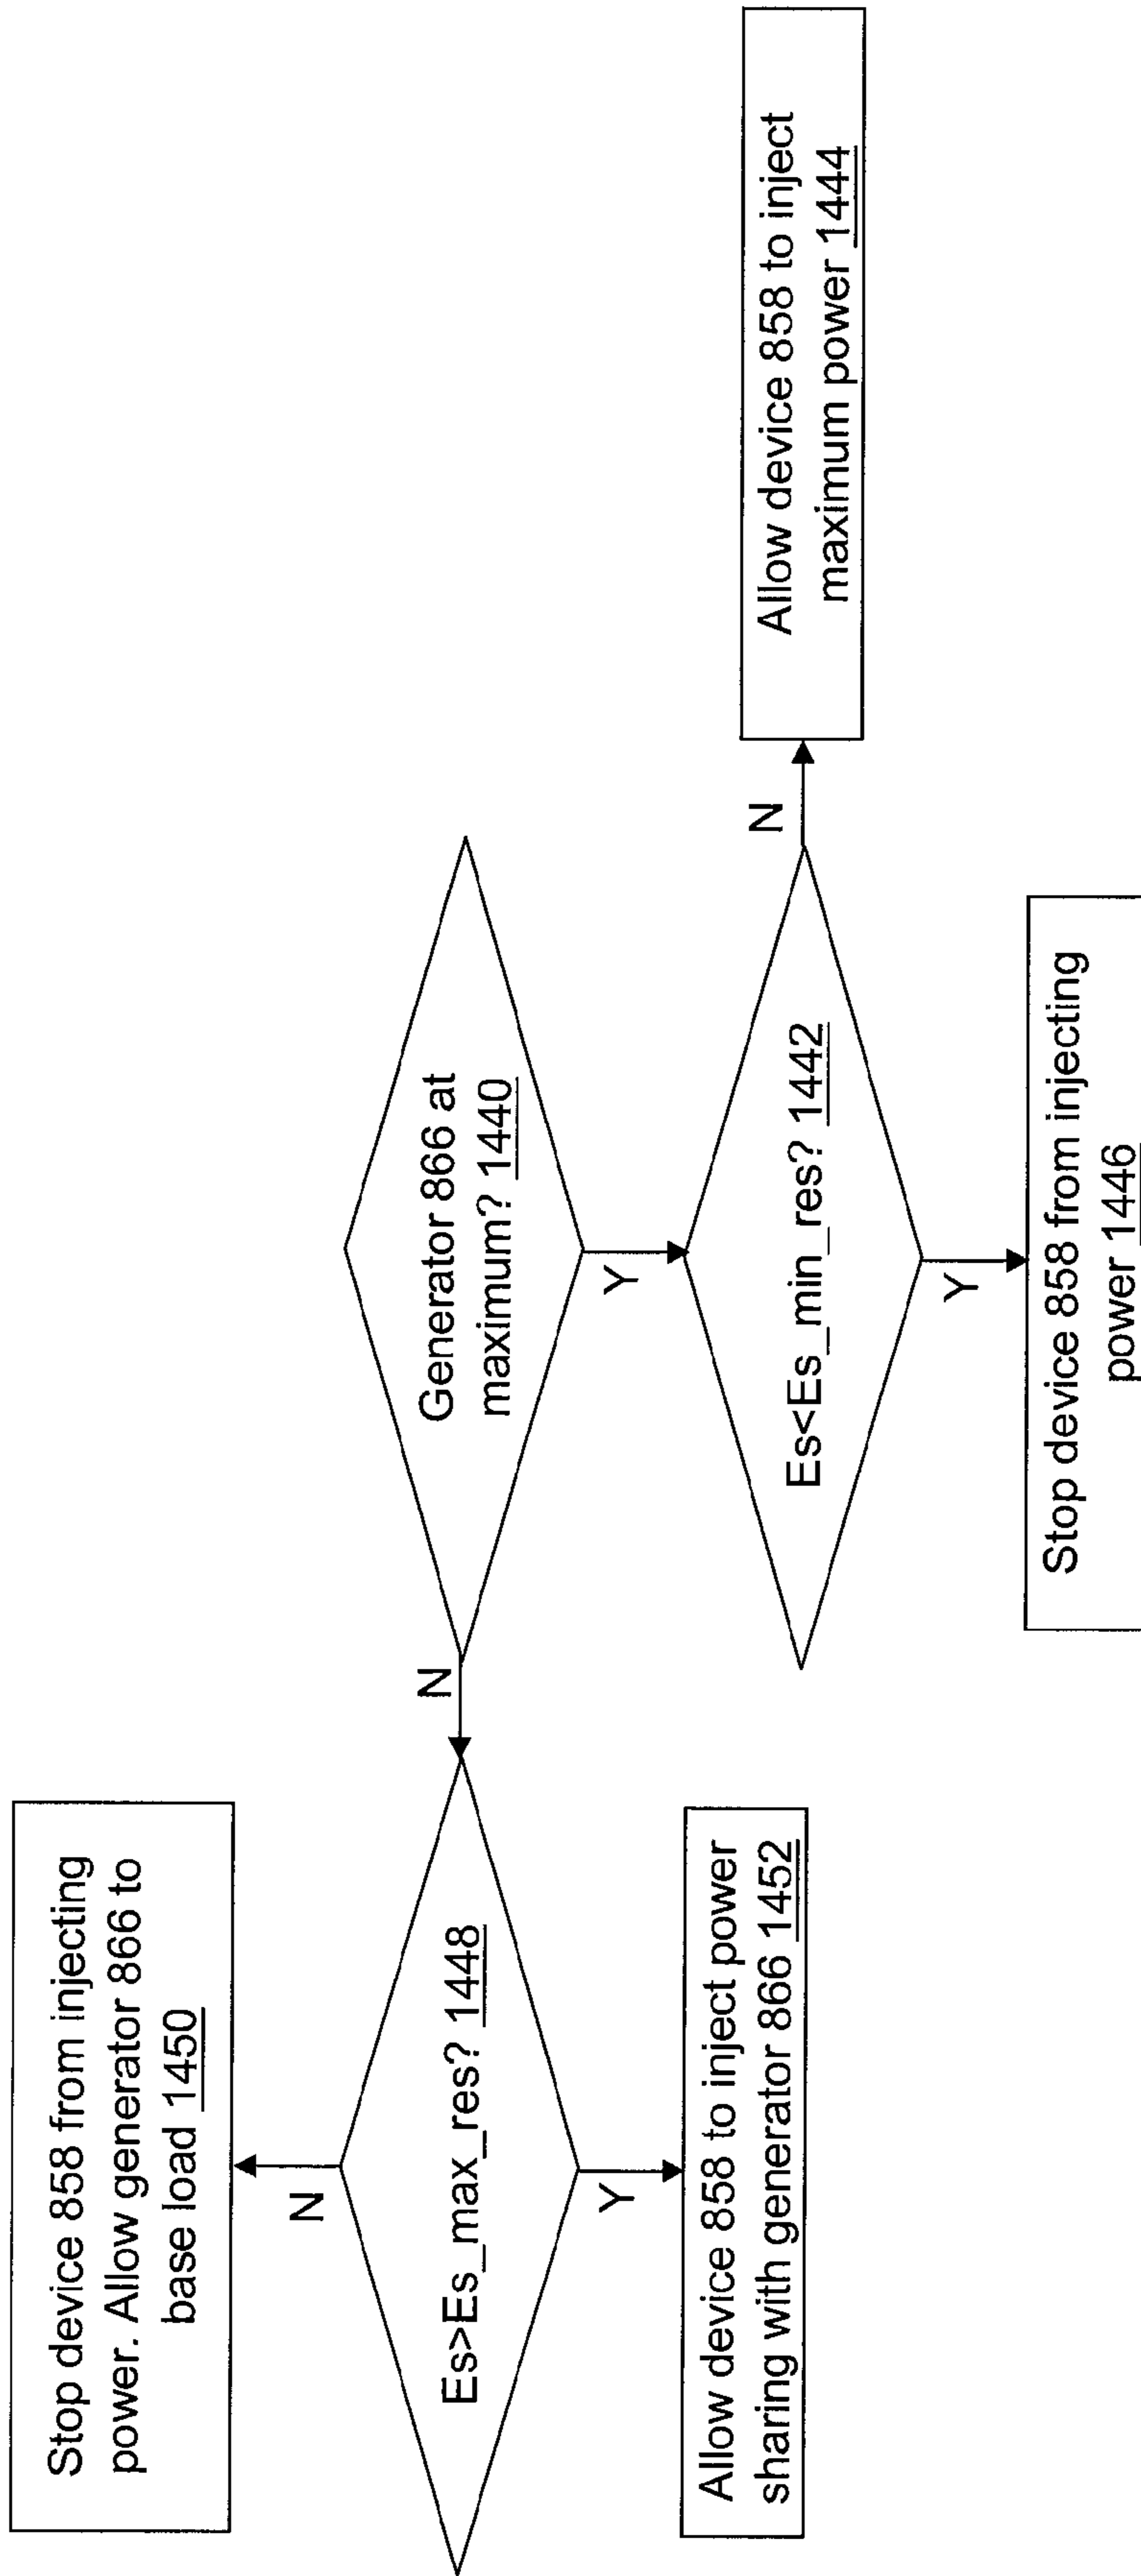 Stop device 858 from injecting
power. Allow generator 866 to
base load 1450
N
Es>Es_max_res? 1448
Y
Allow device 858 to inject power
sharing with generator 866 1452
N
Generator 866 at
maximum? 1440
Y
Es<Es_min_res? 1442
N
Y
Allow device 858 to inject
maximum power 1444
Stop device 858 from injecting
power 1446